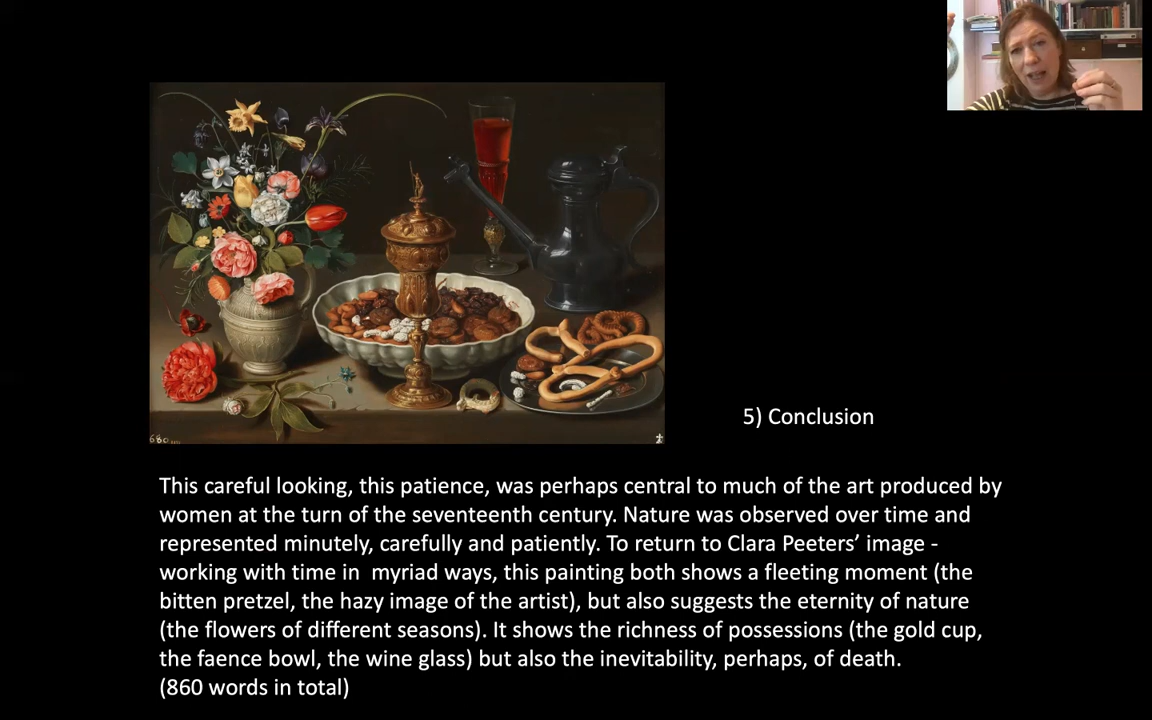 680
5) Conclusion
This careful looking, this patience, was perhaps central to much of the art produced by
women at the turn of the seventeenth century. Nature was observed over time and
represented minutely, carefully and patiently. To return to Clara Peeters’ image -
working with time in  myriad ways, this painting both shows a fleeting moment (the
bitten pretzel, the hazy image of the artist), but also suggests the eternity of nature
(the flowers of different seasons). It shows the richness of possessions (the gold cup,
the faence bowl, the wine glass) but also the inevitability, perhaps, of death.
(860 words in total)